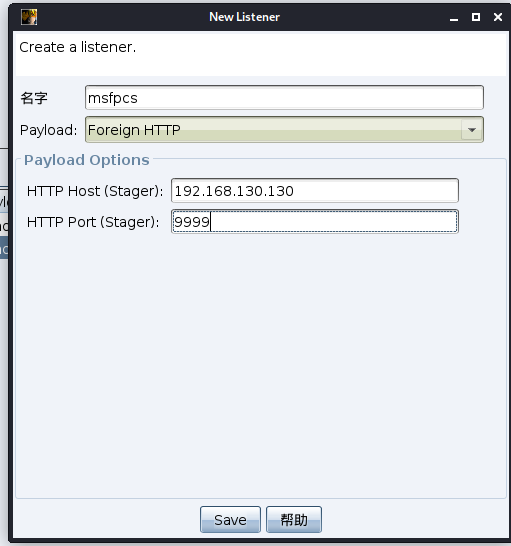 New Listener
Create a listener.
名字 msfpcs
Payload: Foreign HTTP
Payload Options
HTTP Host (Stager): 192.168.130.130
HTTP Port (Stager): 9999
Save 帮助